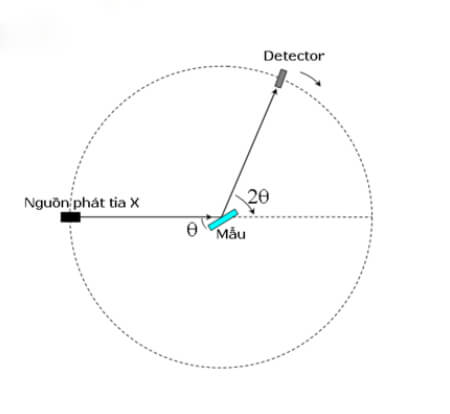 Detector
Nguồn phát tia X
2θ
θ
Mẫu